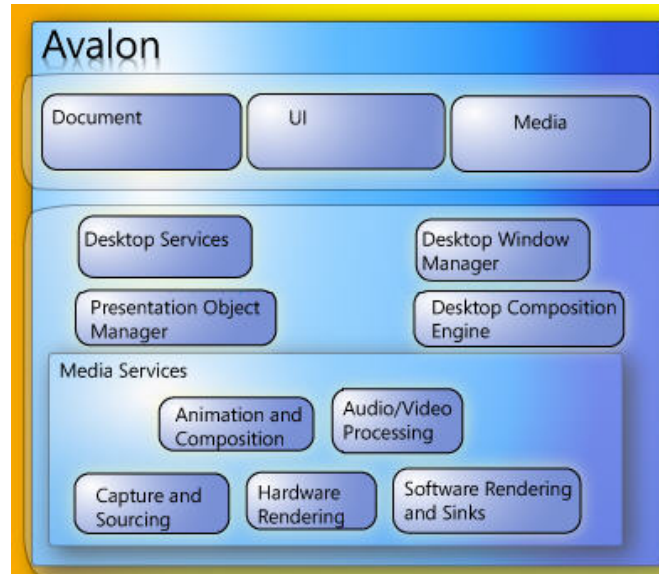 Avalon
Document
UI
Media
Desktop Services
Desktop Window
Manager
Presentation Object
Manager
Desktop Composition
Engine
Media Services
Animation and
Composition
Audio/Video
Processing
Capture and
Sourcing
Hardware
Rendering
Software Rendering
and Sinks